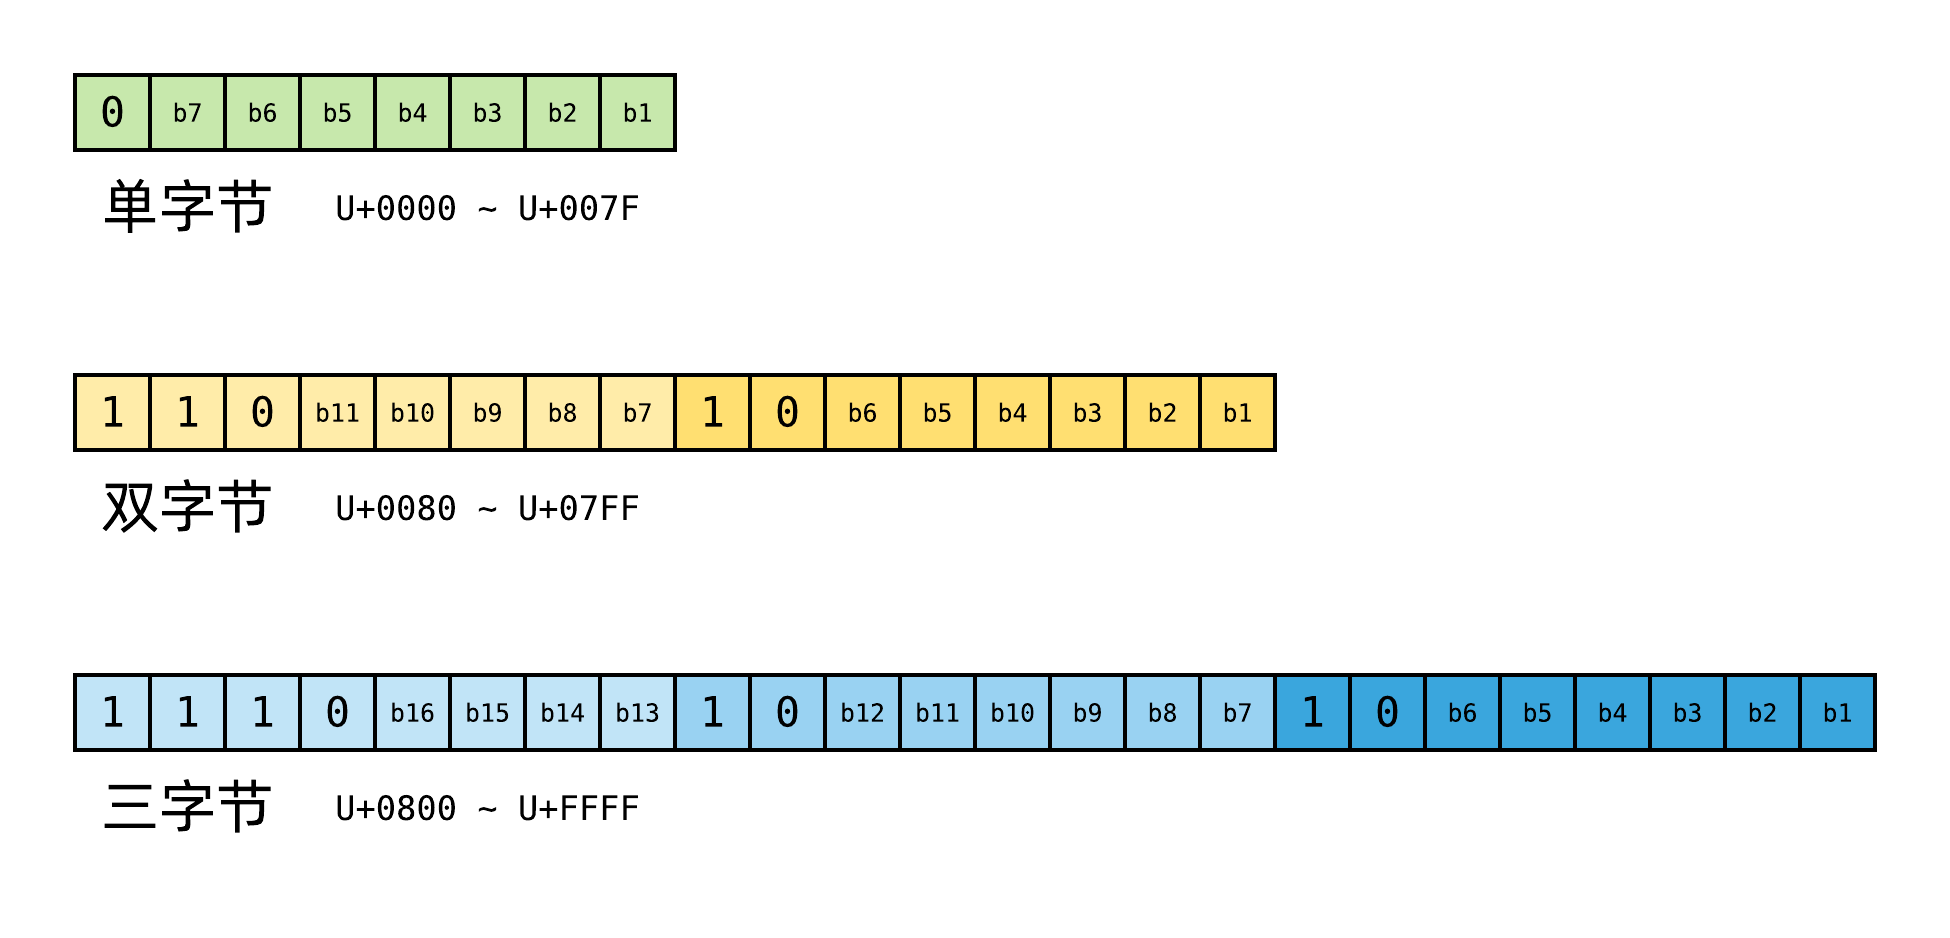 0 b7 b6 b5 b4 b3 b2 b1
单字节 U+0000 ~ U+007F
1 1 0 b11 b10 b9 b8 b7 1 0 b6 b5 b4 b3 b2 b1
双字节 U+0080 ~ U+07FF
1 1 1 0 b16 b15 b14 b13 1 0 b12 b11 b10 b9 b8 b7 1 0 b6 b5 b4 b3 b2 b1
三字节 U+0800 ~ U+FFFF